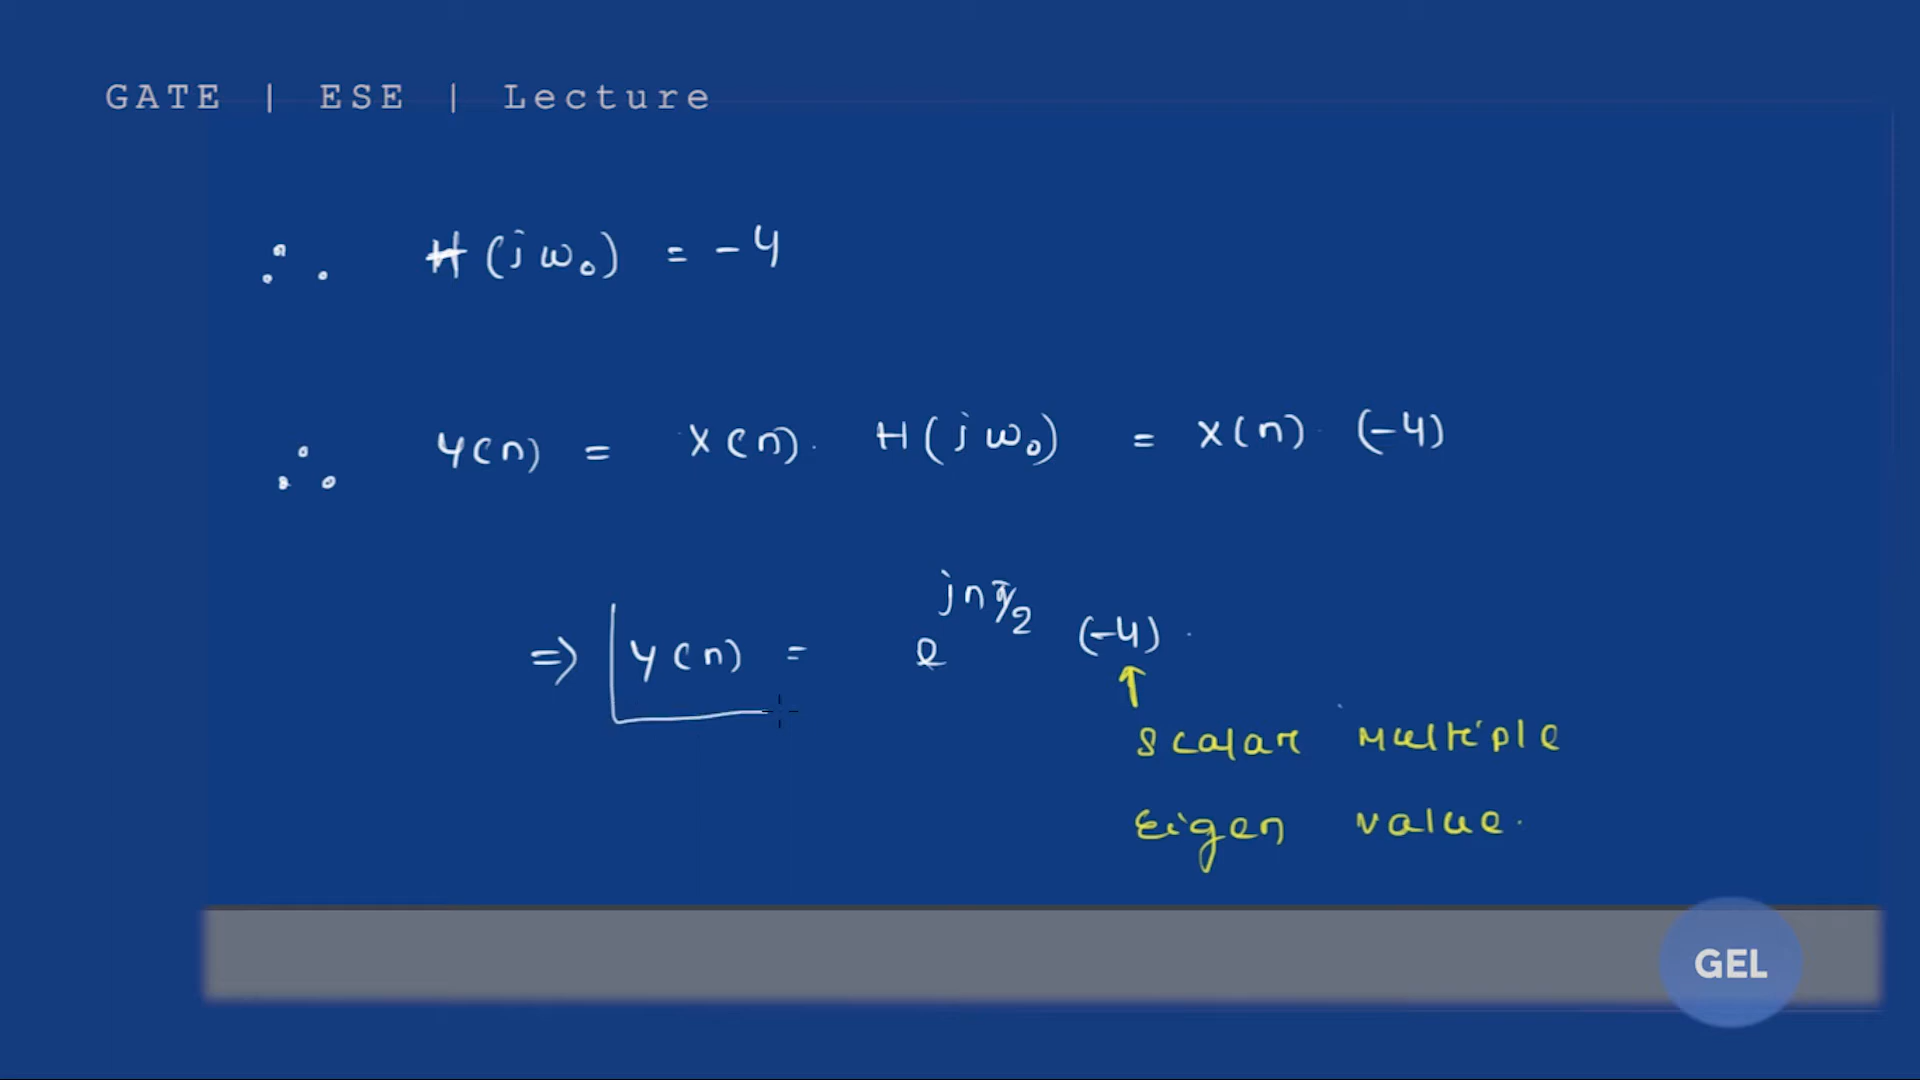 GATE | ESE | Lecture
∴ H(jω₀) = -4
∴ y(n) = x(n). H(jω₀) = x(n) (-4)
⇒ y(n) = e^{jnπ/2} (-4).
↑
Scalar Multiple
Eigen value.
GEL